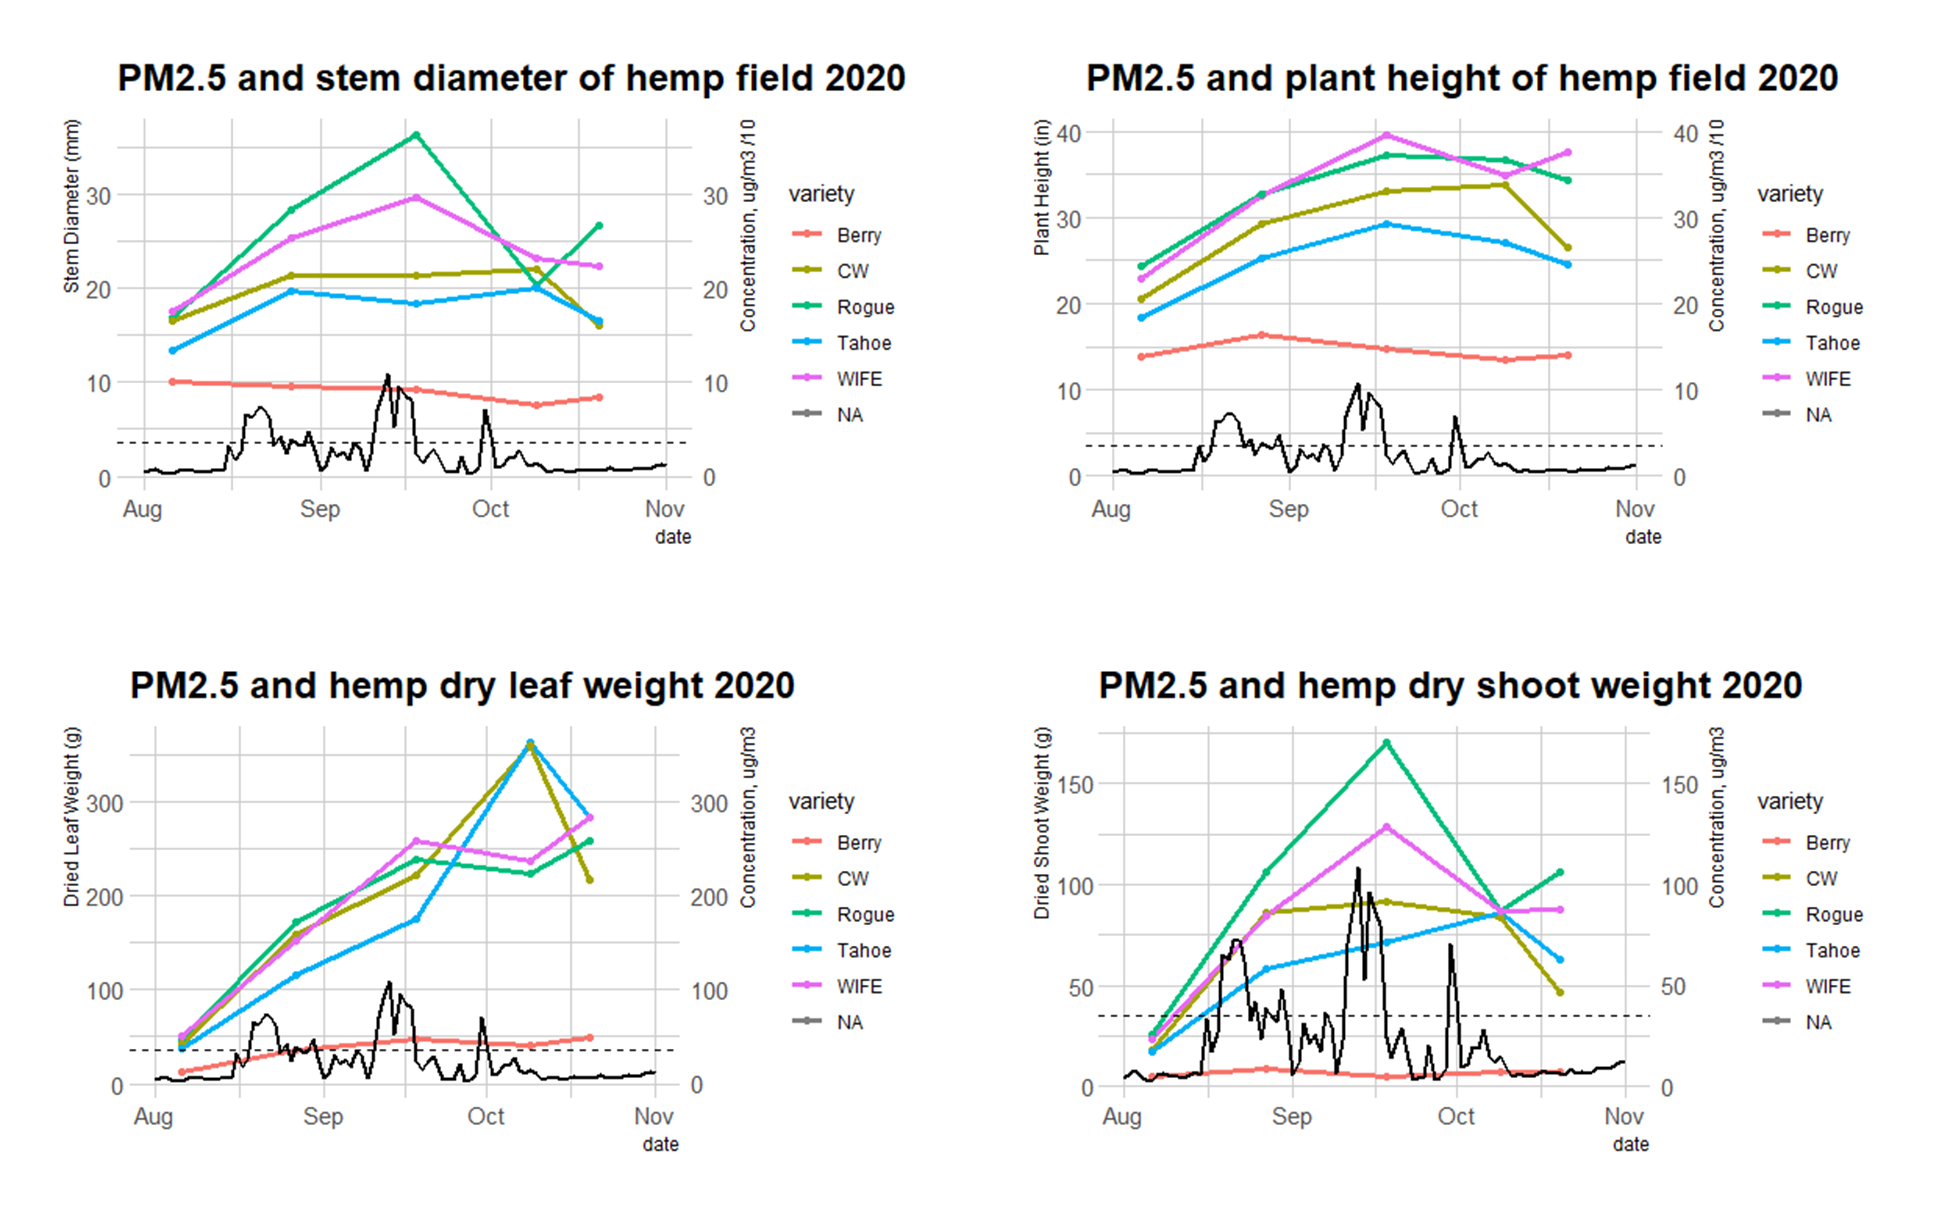 PM2.5 and stem diameter of hemp field 2020
Stem Diameter (mm)
30
20
10
0
Concentration, ug/m3 /10
30
20
10
0
Aug Sep Oct Nov
date
variety
Berry
CW
Rogue
Tahoe
WIFE
NA
PM2.5 and plant height of hemp field 2020
Plant Height (in)
40
30
20
10
0
Concentration, ug/m3 /10
40
30
20
10
0
Aug Sep Oct Nov
date
variety
Berry
CW
Rogue
Tahoe
WIFE
NA
PM2.5 and hemp dry leaf weight 2020
Dried Leaf Weight (g)
300
200
100
0
Concentration, ug/m3
300
200
100
0
Aug Sep Oct Nov
date
variety
Berry
CW
Rogue
Tahoe
WIFE
NA
PM2.5 and hemp dry shoot weight 2020
Dried Shoot Weight (g)
150
100
50
0
Concentration, ug/m3
150
100
50
0
Aug Sep Oct Nov
date
variety
Berry
CW
Rogue
Tahoe
WIFE
NA